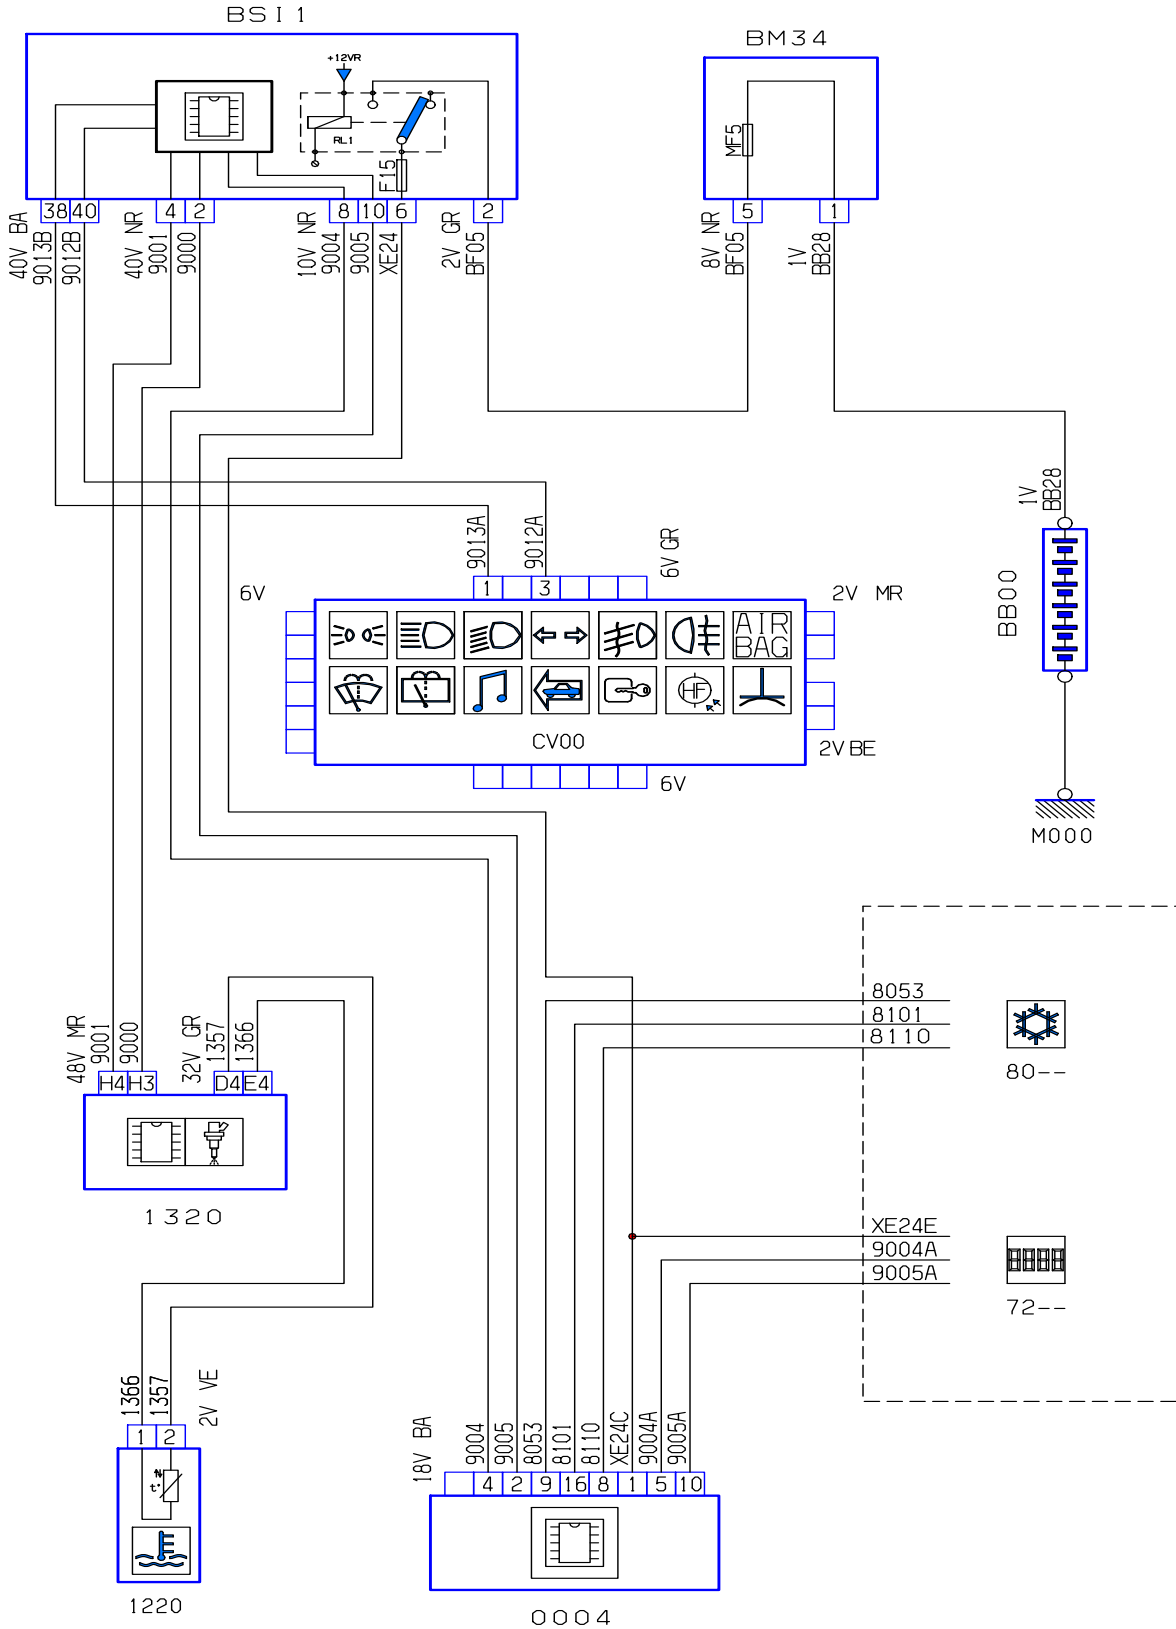 BSI1
BM34
+12VR
RL1
F15
MF5
38 40 4 2 8 10 6 2
5 1
40V BA
9013B
9012B
40V NR
9001
9000
10V NR
9004
9005
XE24
2V GR
BF05
8V NR
BF05
1V
BB28
1V
BB28
BB00
M000
9013A
9012A
6V GR
1 3
6V
2V MR
AIR
BAG
HF
CV00
2V BE
6V
48V MR
9001
9000
32V GR
1357
1366
H4 H3 D4 E4
1320
8053
8101
8110
80--
XE24E
9004A
9005A
72--
1366
1357
2V VE
1 2
t°
1220
18V BA
9004
9005
8053
8101
8110
XE24C
9004A
9005A
4 2 9 16 8 1 5 10
0004